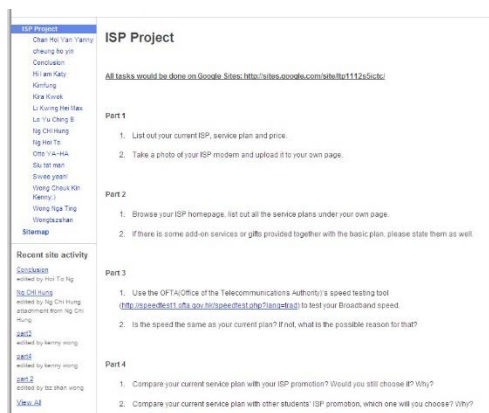 ISP Project
Chan Hoi Yan Yanny
cheung ho yin
Conclusion
Hi I am Katy
Kimfung
Kira Kwok
Li Kwing Hei Max
Lo Yu Ching B
Ng CHI Hung
Ng Hoi To
Otto YA~HA
Siu tat man
Swee yeah!
Wong Chauk Kin
Kenny:)
Wong Nga Ting
Wongtszshan
Sitemap
Recent site activity
Conclusion
edited by Hoi To Ng
Ng CHI Hung
edited by Ng Chi Hung
attachment from Ng Chi
Hung
part3
edited by kenny wong
part4
edited by kenny wong
part 2
edited by tsz shan wong
View All
ISP Project
All tasks would be done on Google Sites: http://sites.google.com/site/ltp1112s5ictc/
Part 1
1. List out your current ISP, service plan and price.
2. Take a photo of your ISP modem and upload it to your own page.
Part 2
1. Browse your ISP homepage, list out all the service plans under your own page.
2. If there is some add-on services or gifts provided together with the basic plan, please state them as well.
Part 3
1. Use the OFTA(Office of the Telecommunications Authority)'s speed testing tool
(http://speedtest1.ofta.gov.hk/speedtest.php?lang=trad) to test your Broadband speed.
2. Is the speed the same as your current plan? If not, what is the possible reason for that?
Part 4
1. Compare your current service plan with your ISP promotion? Would you still choose it? Why?
2. Compare your current service plan with other students' ISP promotion, which one will you choose? Why?